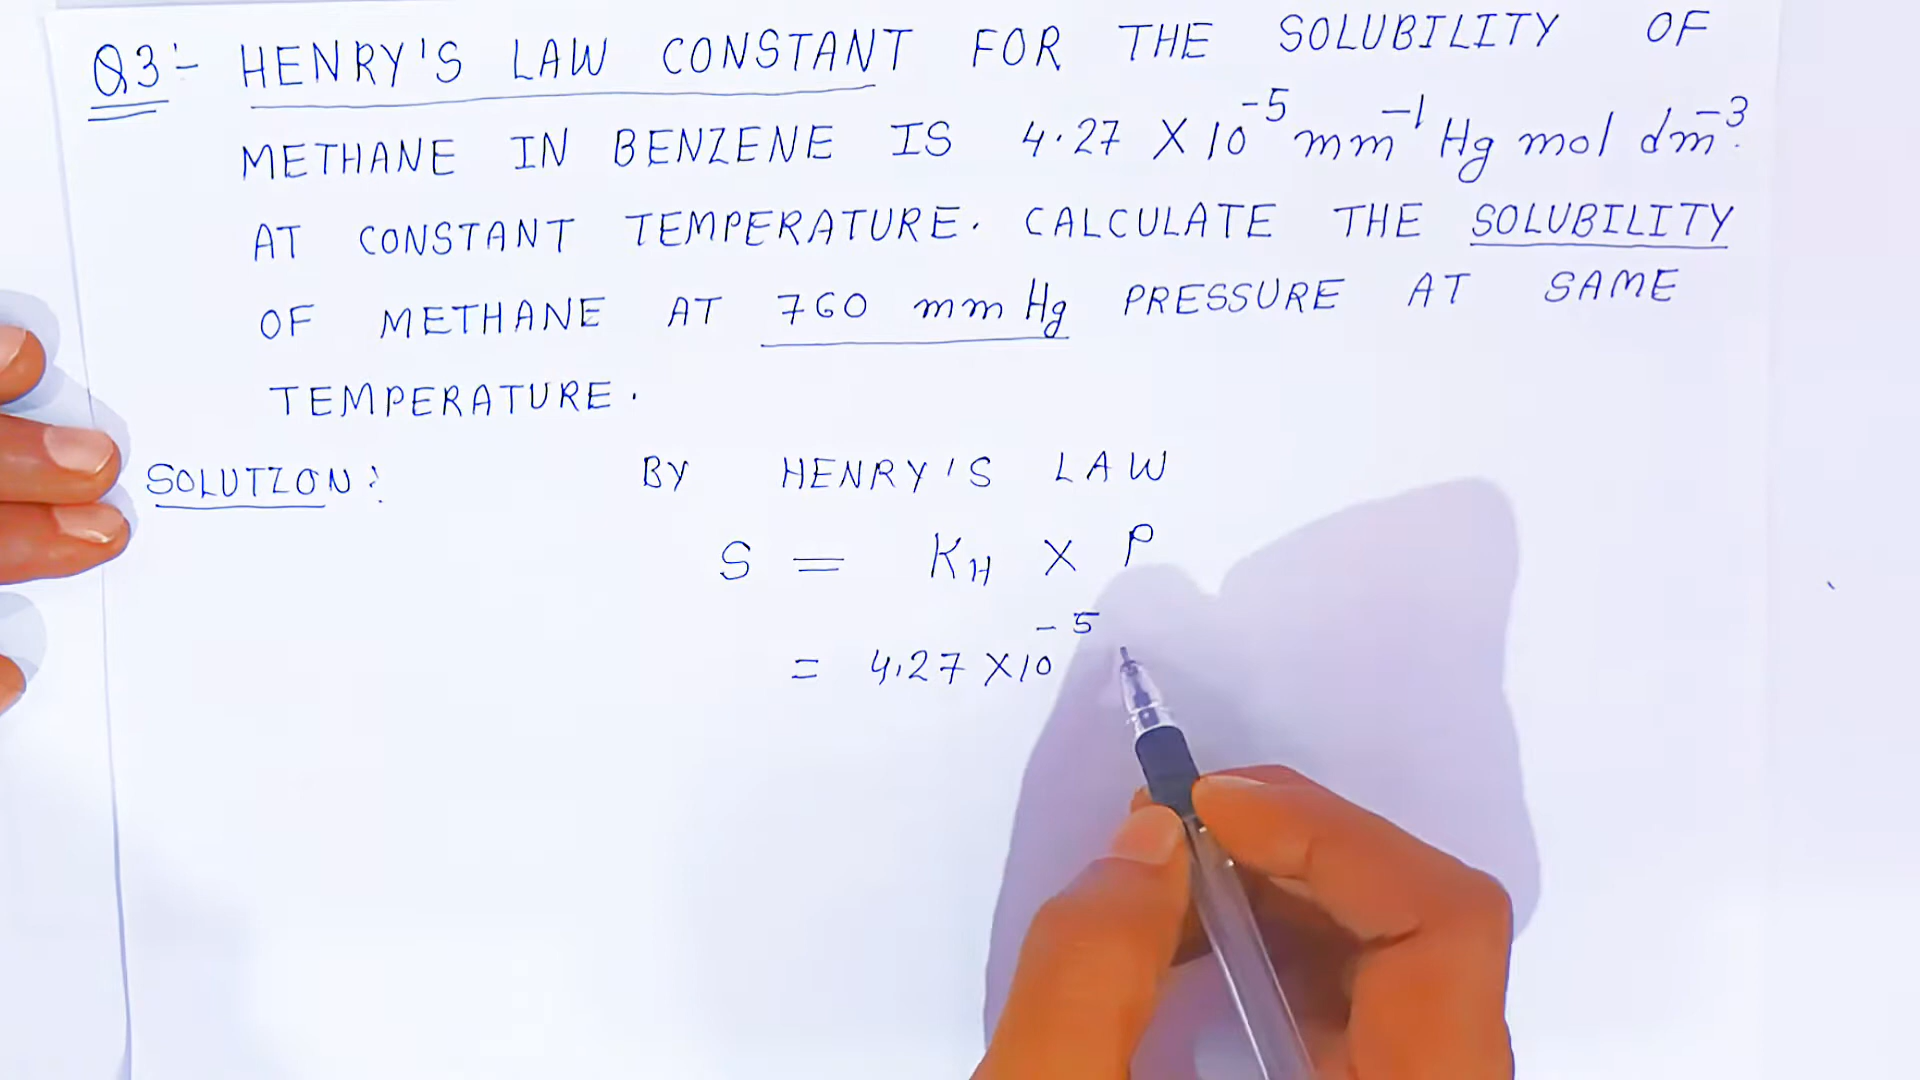 Q3:- HENRY'S LAW CONSTANT FOR THE SOLUBILITY OF
METHANE IN BENZENE IS 4.27 X 10⁻⁵ mm⁻¹ Hg mol dm⁻³.
AT CONSTANT TEMPERATURE. CALCULATE THE SOLUBILITY
OF METHANE AT 760 mm Hg PRESSURE AT SAME
TEMPERATURE.
SOLUTION: BY HENRY'S LAW
S = KH X P
= 4.27 X 10⁻⁵